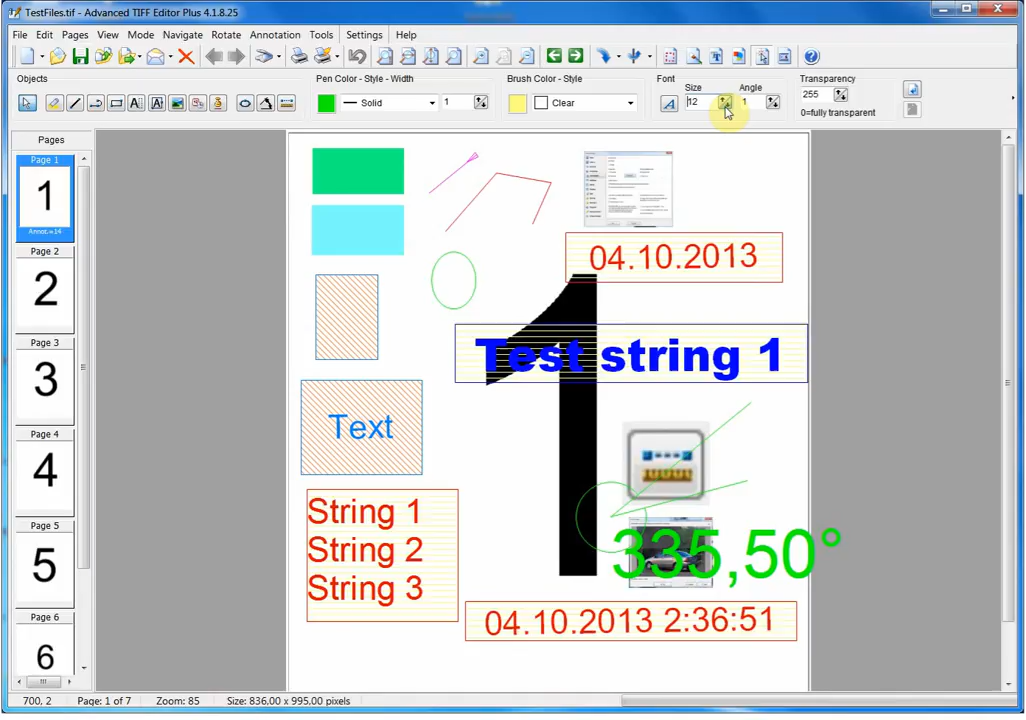 TestFiles.tif - Advanced TIFF Editor Plus 4.1.8.25
File Edit Pages View Mode Navigate Rotate Annotation Tools Settings Help
Objects
Pen Color - Style - Width
Brush Color - Style
Font
Transparency
Size
Angle
Solid
1
Clear
12
1
255
0=fully transparent
Pages
Page 1
1
Annot.=14
Page 2
2
Page 3
3
Page 4
4
Page 5
5
Page 6
6
04.10.2013
1
Test string 1
Text
String 1
String 2
String 3
335,50°
04.10.2013 2:36:51
700, 2
Page: 1 of 7
Zoom: 85
Size: 836.00 x 995.00 pixels